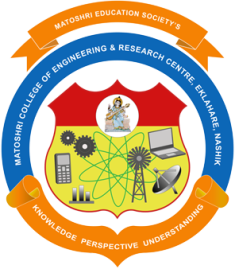 MATOSHRI EDUCATION SOCIETY'S
MATOSHRI COLLEGE OF ENGINEERING & RESEARCH CENTRE, EKLAHARE, NASHIK
KNOWLEDGE PERSPECTIVE UNDERSTANDING